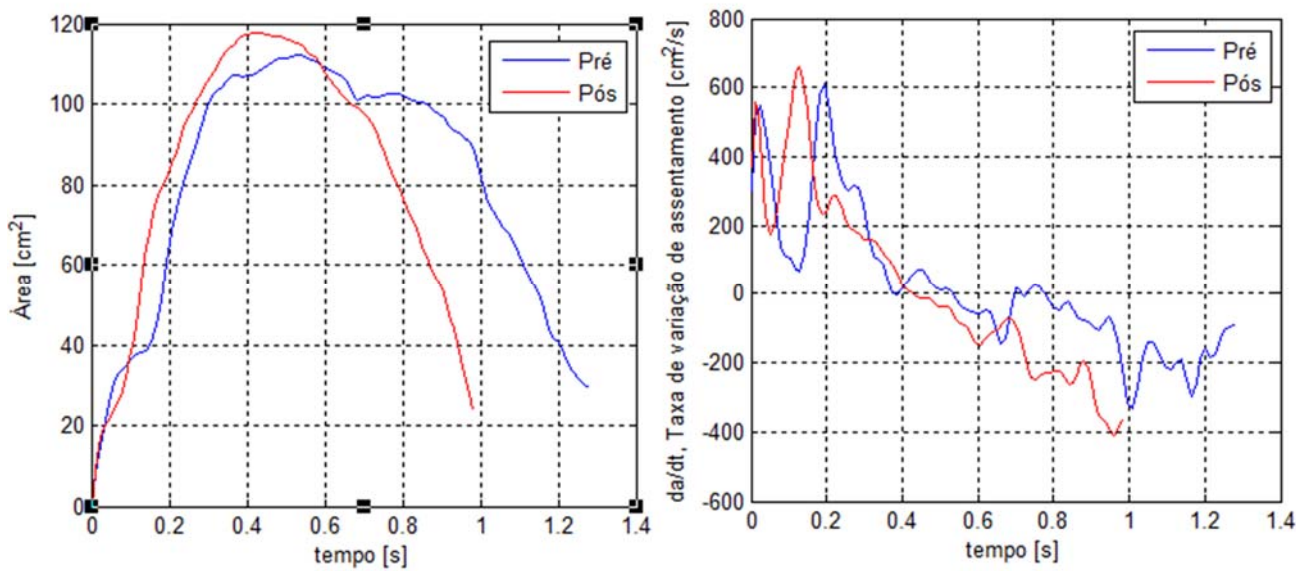 120
100
80
60
40
20
0
Área [cm²]
0 0.2 0.4 0.6 0.8 1 1.2 1.4
tempo [s]
Pré
Pós
800
600
400
200
0
-200
-400
-600
da/dt, Taxa de variação de assentamento [cm²/s]
0 0.2 0.4 0.6 0.8 1 1.2 1.4
tempo [s]
Pré
Pós